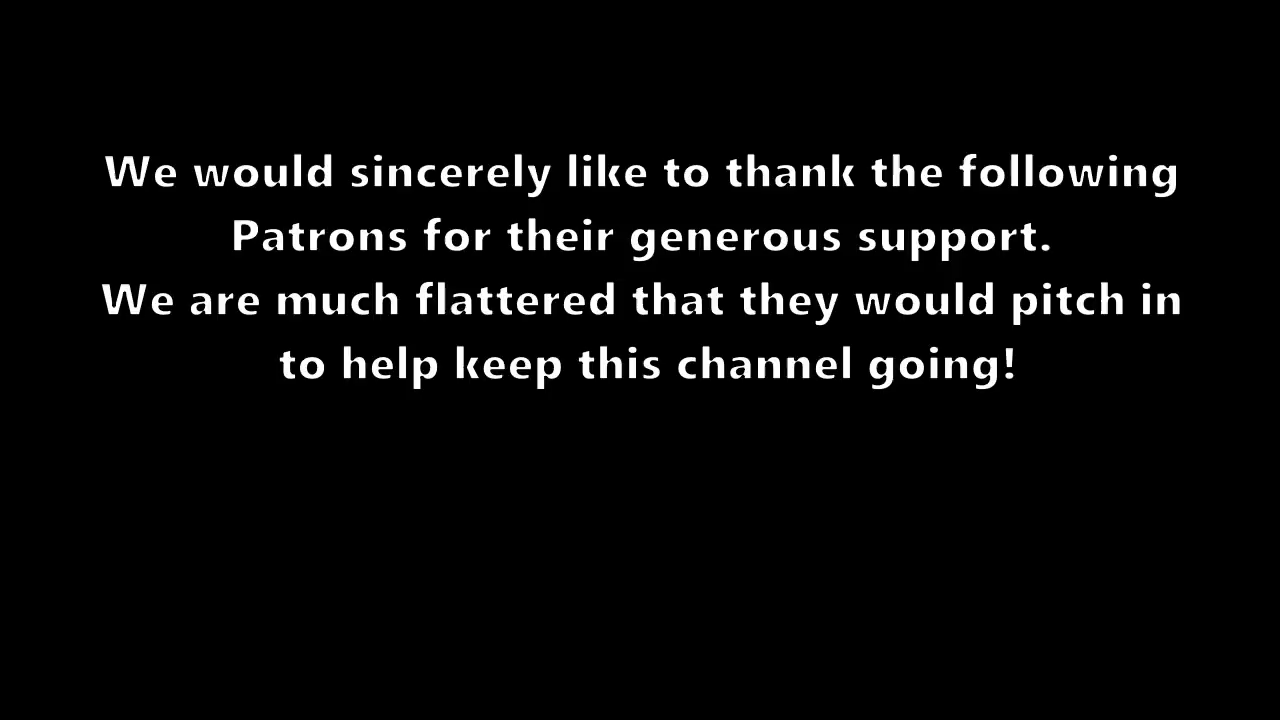 We would sincerely like to thank the following
Patrons for their generous support.
We are much flattered that they would pitch in
to help keep this channel going!